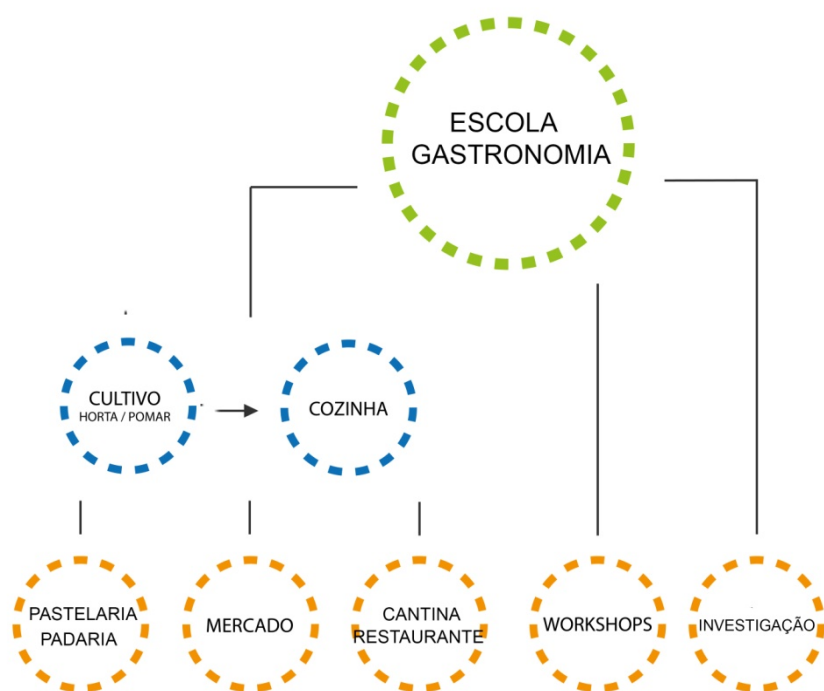 ESCOLA
GASTRONOMIA
CULTIVO
HORTA / POMAR
COZINHA
PASTELARIA
PADARIA
MERCADO
CANTINA
RESTAURANTE
WORKSHOPS
INVESTIGAÇÃO